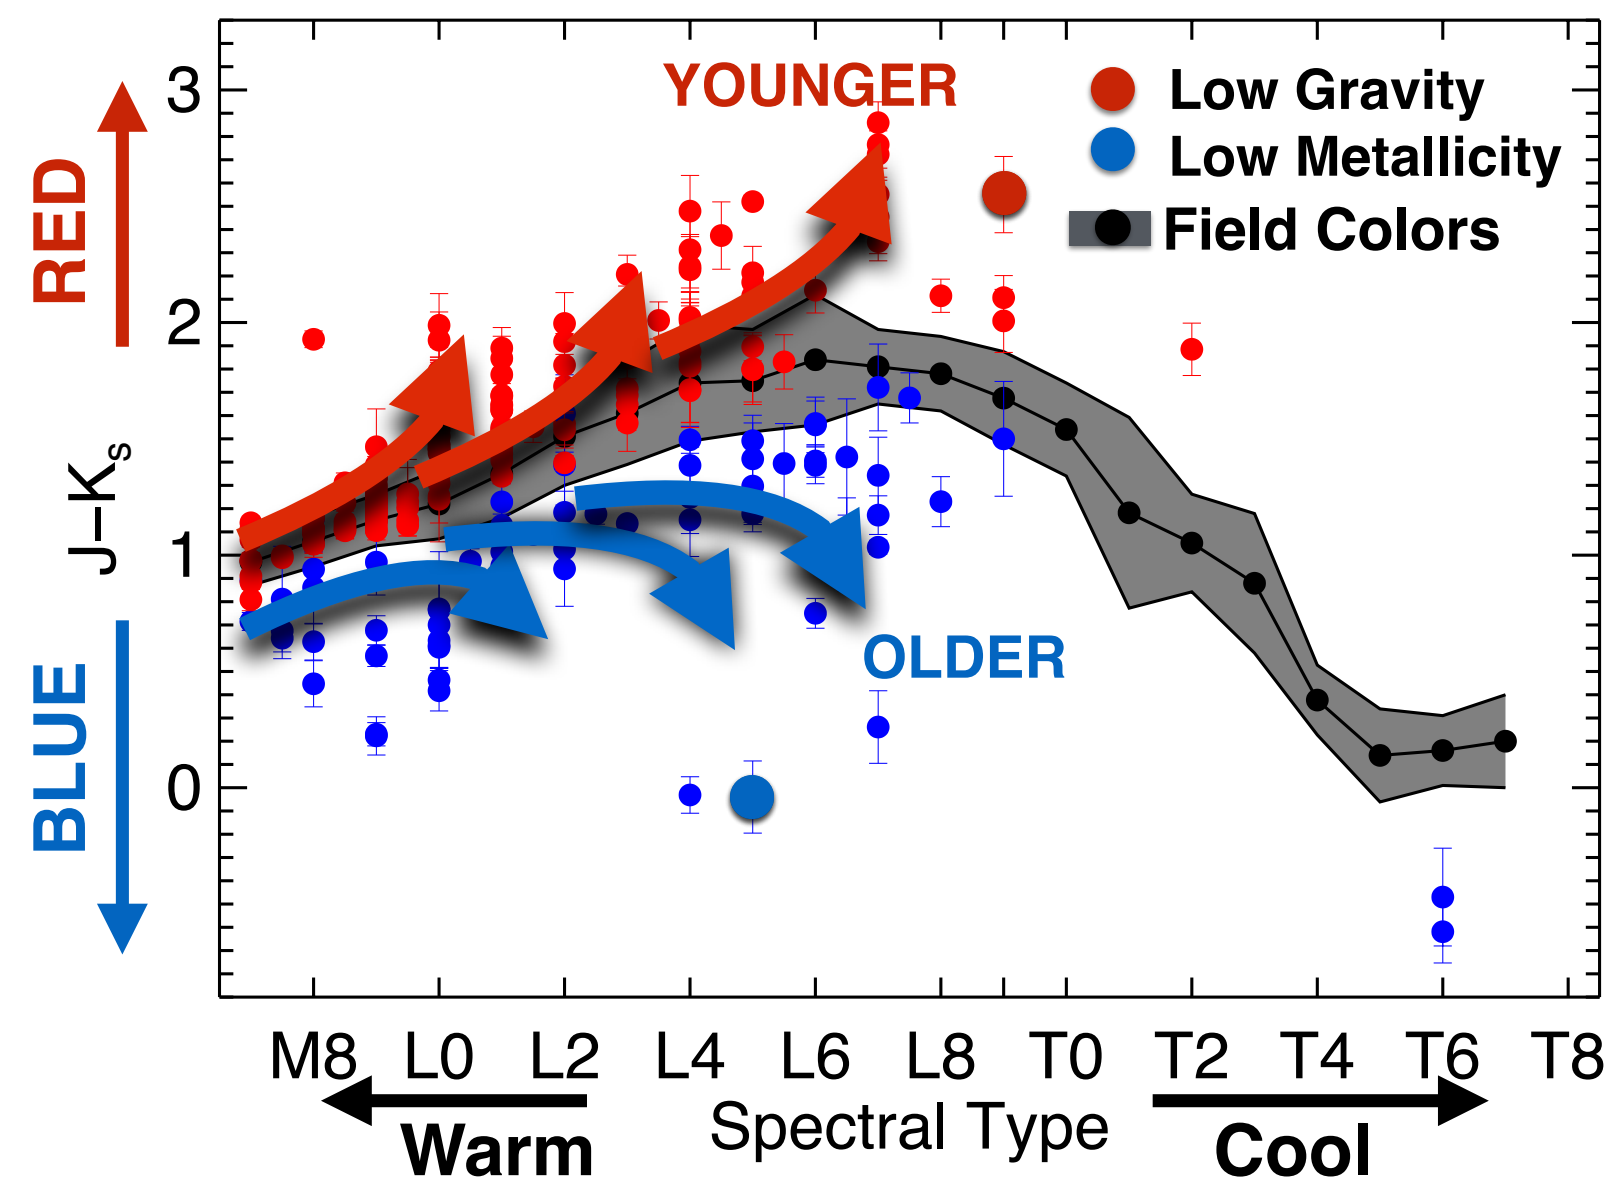 YOUNGER
Low Gravity
Low Metallicity
Field Colors
RED
BLUE
J–Ks
3
2
1
0
OLDER
M8 L0 L2 L4 L6 L8 T0 T2 T4 T6 T8
Warm
Spectral Type
Cool